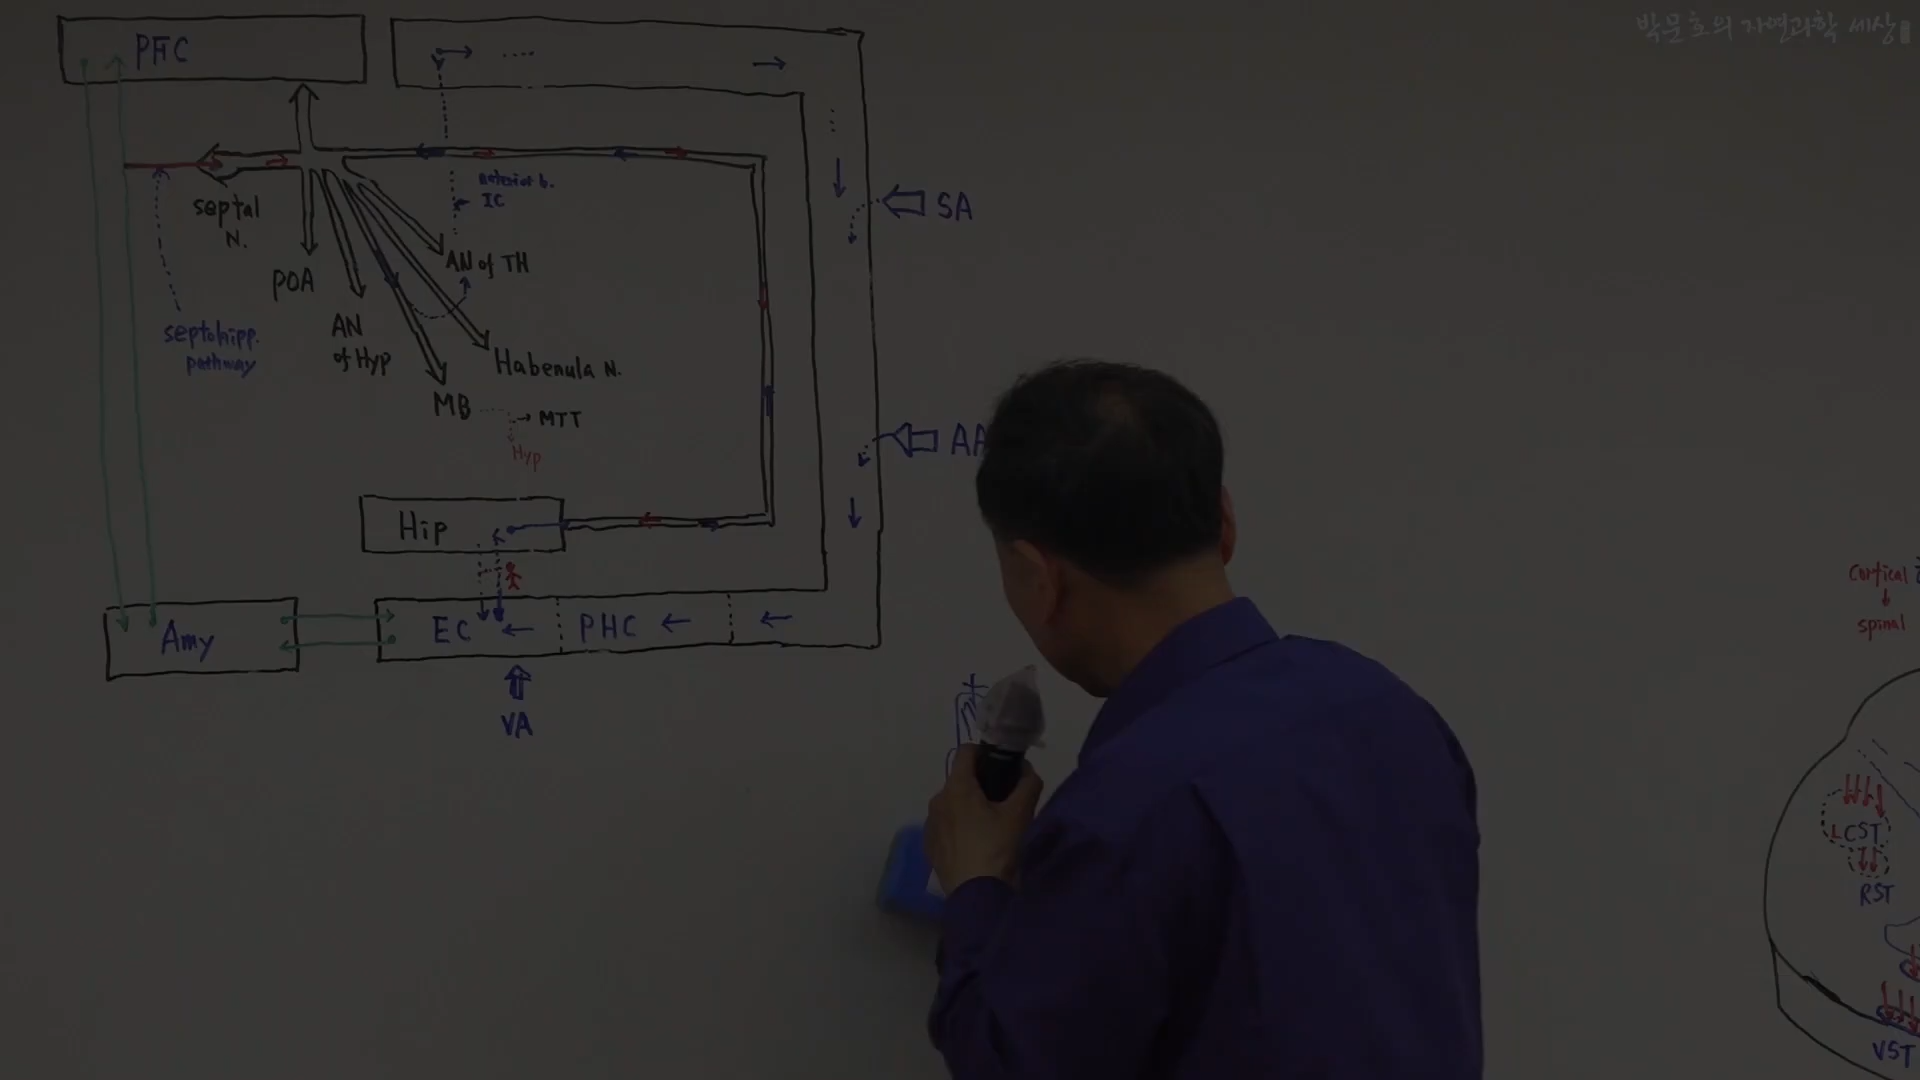 박문호의 자연과학 세상
PFC
....
septal
N.
anterior b.
IC
SA
POA
AN of TH
septohipp.
pathway
AN
of Hyp
Habenula N.
MB
MTT
Hyp
AA
Hip
EC
PHC
Amy
VA
Cortical
spinal
LCST
RST
VST